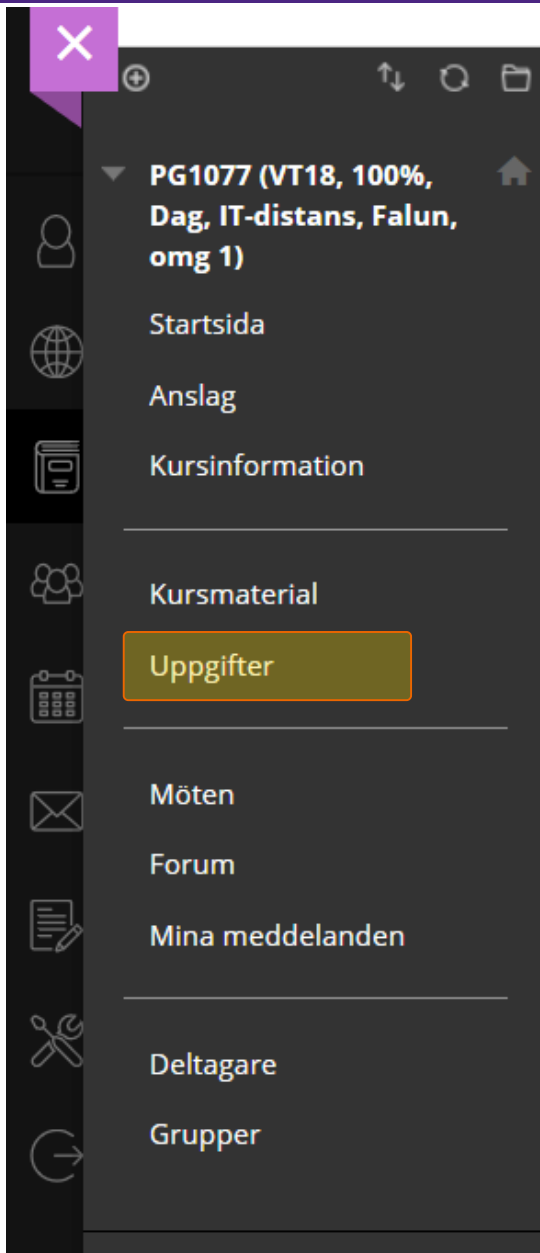 PG1077 (VT18, 100%,
Dag, IT-distans, Falun,
omg 1)
Startsida
Anslag
Kursinformation
Kursmaterial
Uppgifter
Möten
Forum
Mina meddelanden
Deltagare
Grupper